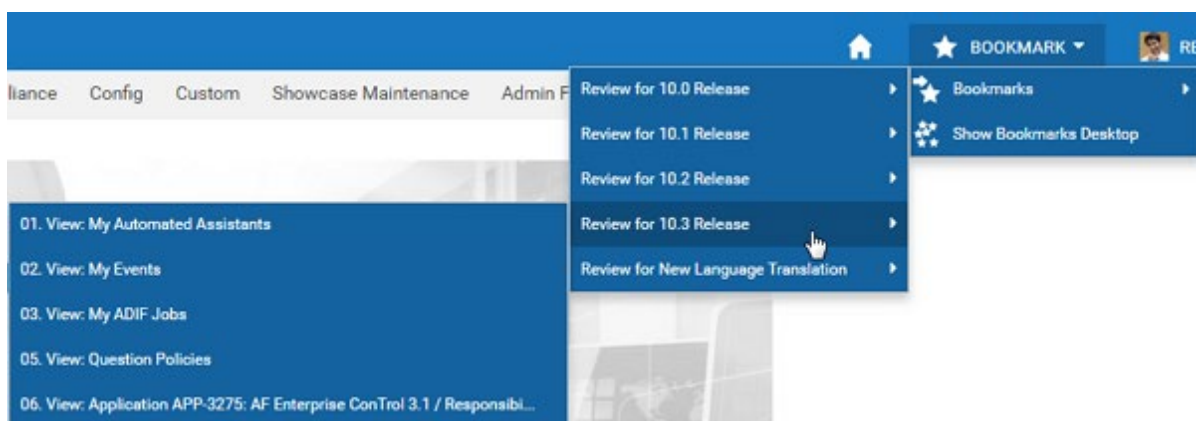 BOOKMARK
liance Config Custom Showcase Maintenance Admin F
Review for 10.0 Release
Review for 10.1 Release
Review for 10.2 Release
Review for 10.3 Release
Review for New Language Translation
Bookmarks
Show Bookmarks Desktop
01. View: My Automated Assistants
02. View: My Events
03. View: My ADIF Jobs
05. View: Question Policies
06. View: Application APP-3275: AF Enterprise ConTrol 3.1 / Responsibi...